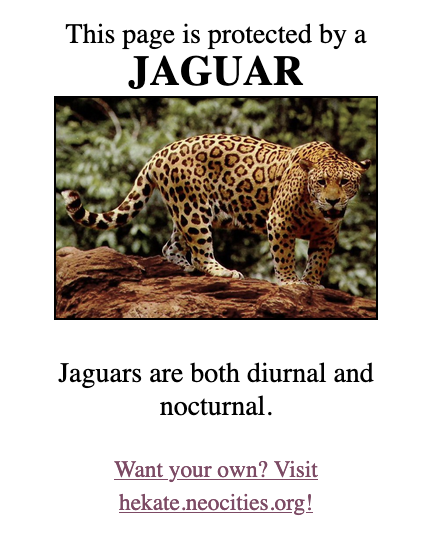 This page is protected by a
JAGUAR
Jaguars are both diurnal and
nocturnal.
Want your own? Visit
hekate.neocities.org!